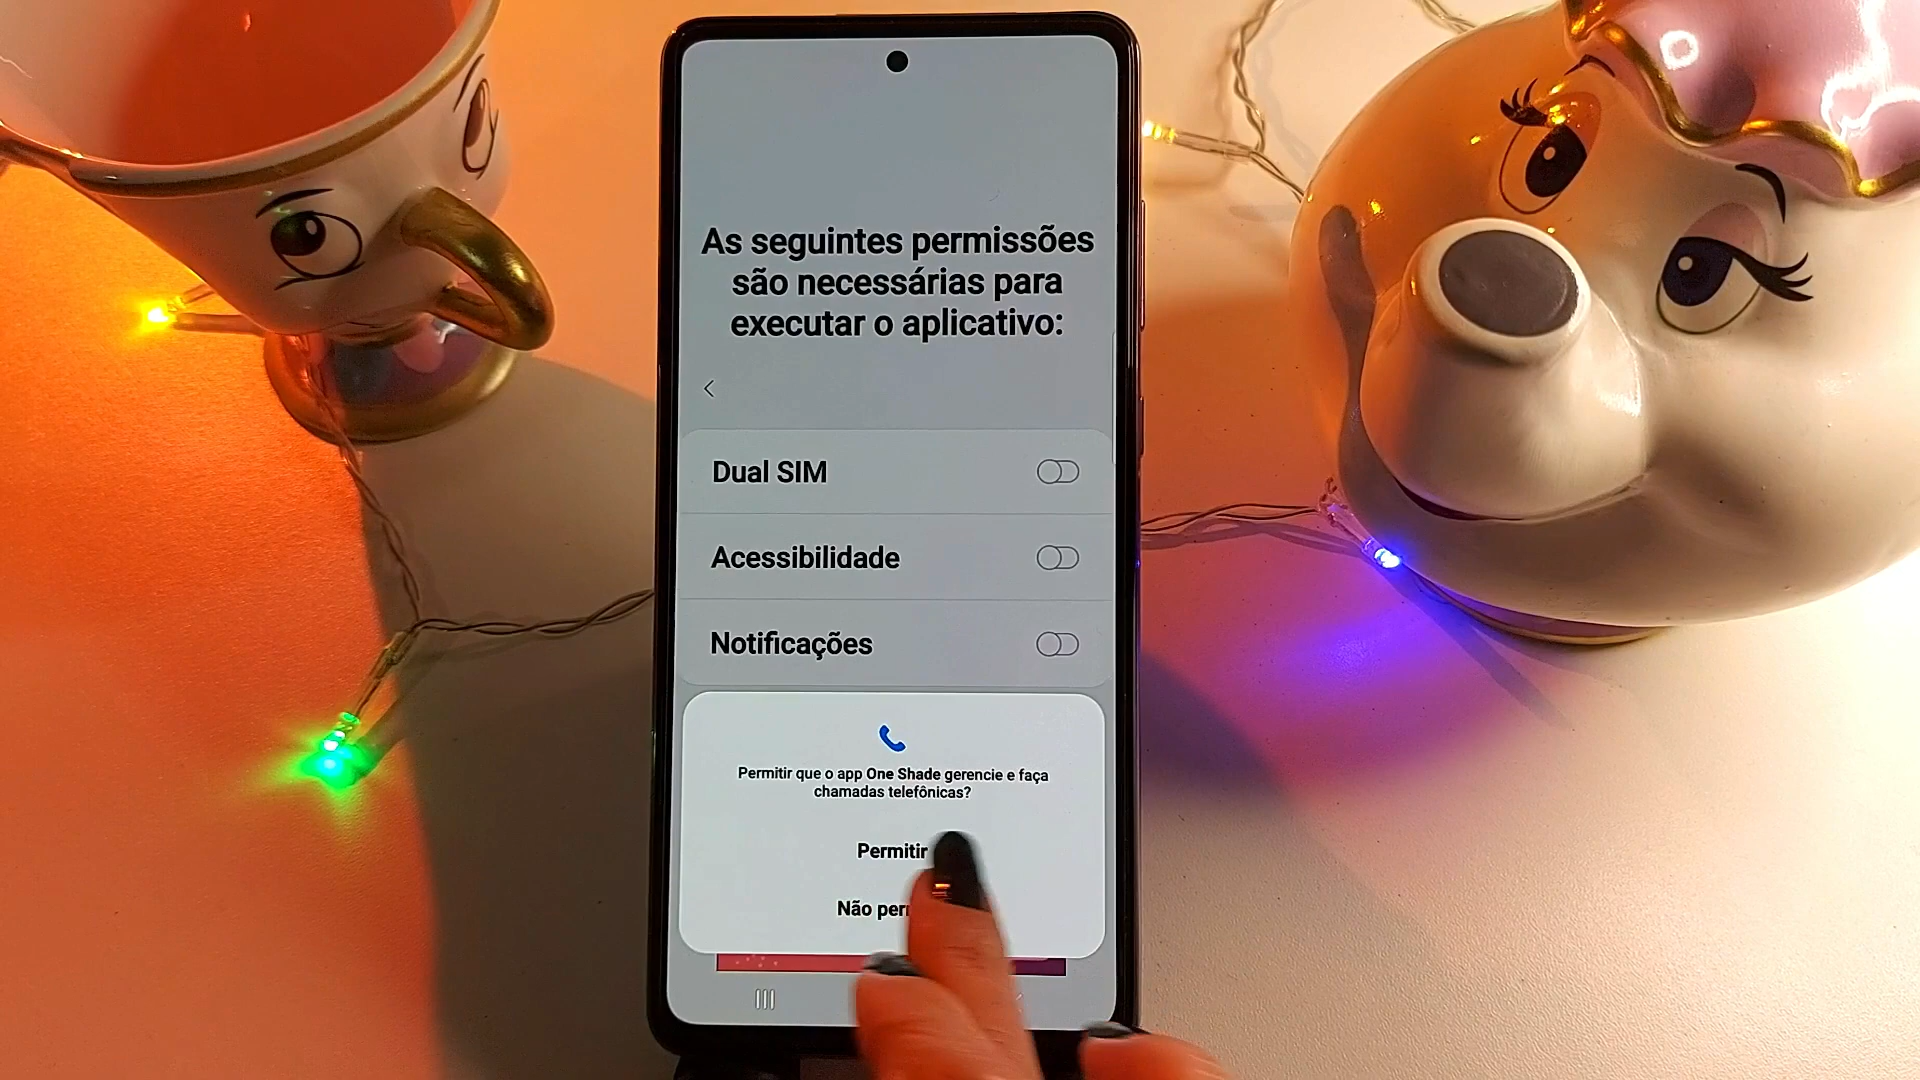 As seguintes permissões
são necessárias para
executar o aplicativo:
Dual SIM
Acessibilidade
Notificações
Permitir que o app One Shade gerencie e faça
chamadas telefônicas?
Permitir
Não